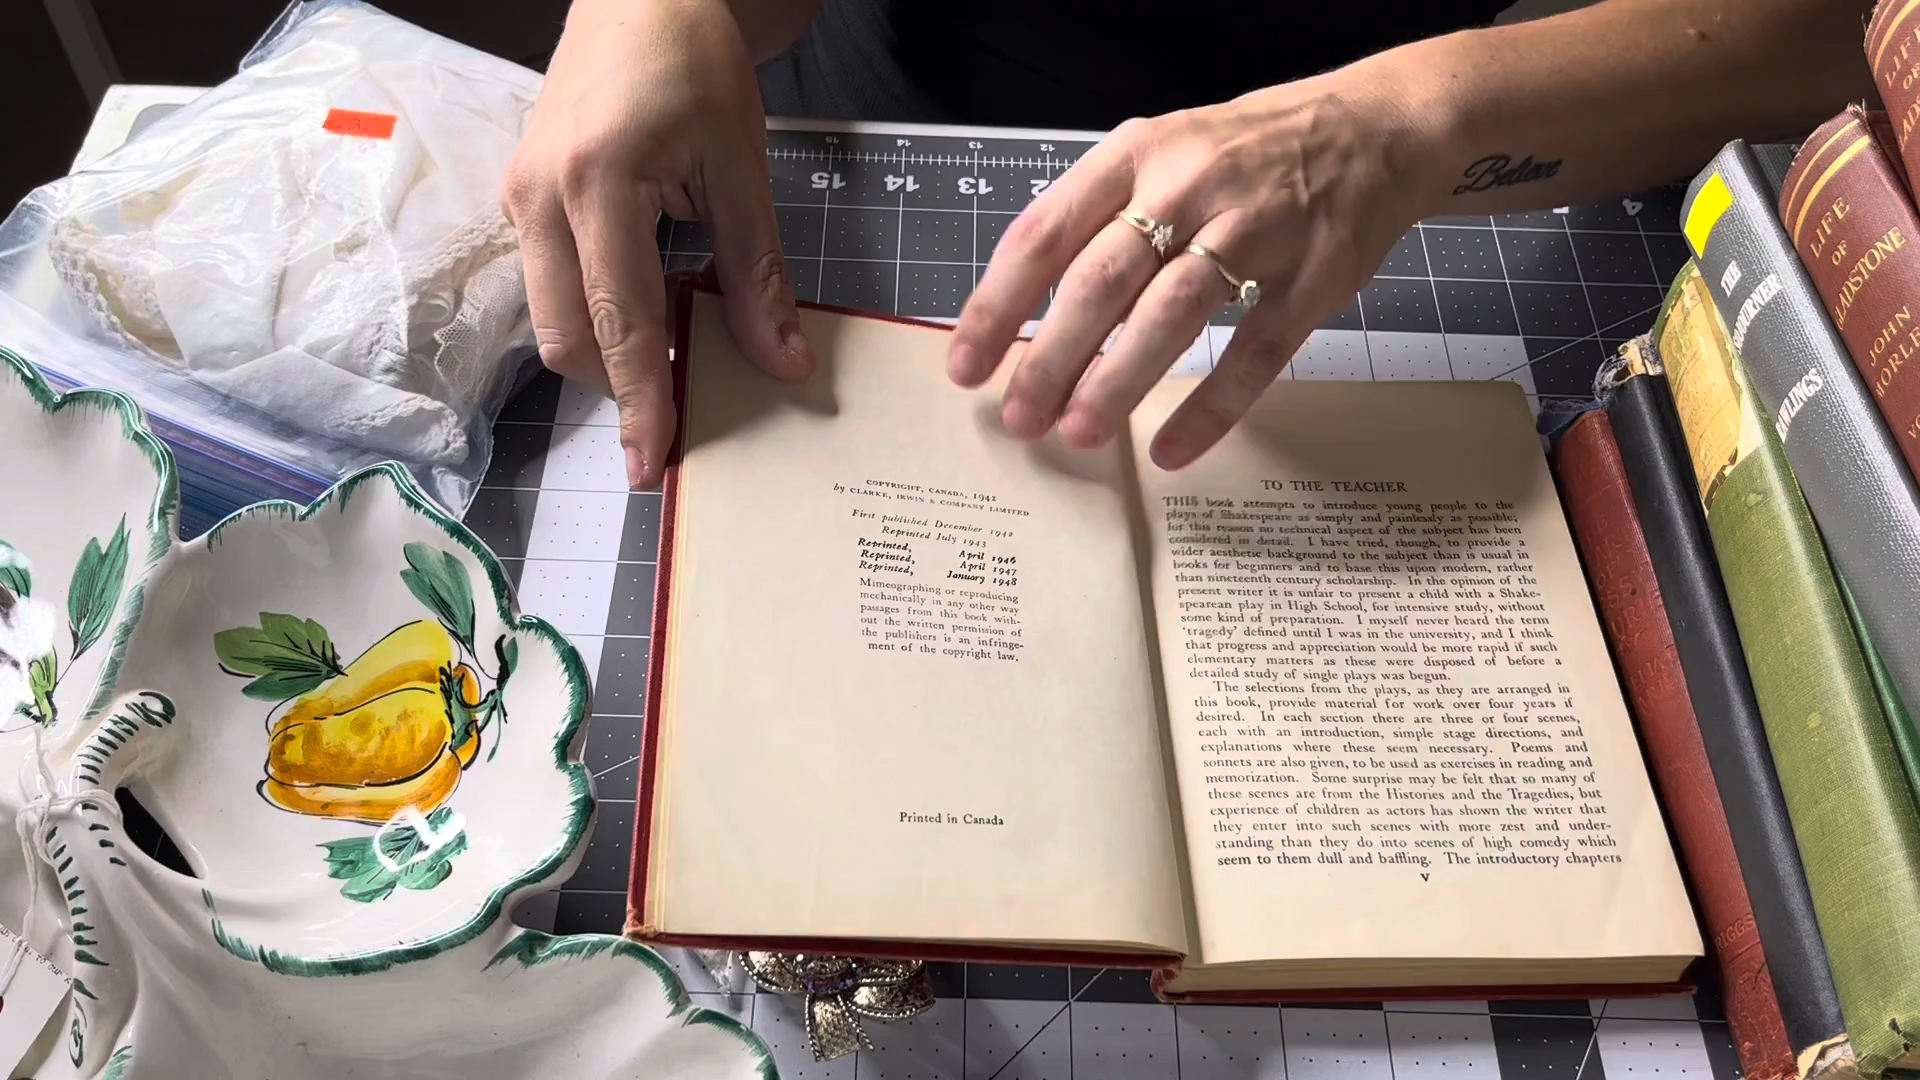 COPYRIGHT, CANADA, 1942
by CLARKE, IRWIN & COMPANY LIMITED
First published December 1942
Reprinted July 1943
Reprinted, April 1946
Reprinted, April 1947
Reprinted, January 1948
Mimeographing or reproducing
mechanically in any other way
passages from this book with-
out the written permission of
the publishers is an infringe-
ment of the copyright law.
Printed in Canada
TO THE TEACHER
THIS book attempts to introduce young people to the
plays of Shakespeare as simply and painlessly as possible;
for this reason no technical aspect of the subject has been
considered in detail. I have tried, though, to provide a
wider aesthetic background to the subject than is usual in
books for beginners and to base this upon modern, rather
than nineteenth century scholarship. In the opinion of the
present writer it is unfair to present a child with a Shake-
spearean play in High School, for intensive study, without
some kind of preparation. I myself never heard the term
'tragedy' defined until I was in the university, and I think
that progress and appreciation would be more rapid if such
elementary matters as these were disposed of before a
detailed study of single plays was begun.
The selections from the plays, as they are arranged in
this book, provide material for work over four years if
desired. In each section there are three or four scenes,
each with an introduction, simple stage directions, and
explanations where these seem necessary. Poems and
sonnets are also given, to be used as exercises in reading and
memorization. Some surprise may be felt that so many of
these scenes are from the Histories and the Tragedies, but
experience of children as actors has shown the writer that
they enter into such scenes with more zest and under-
standing than they do into scenes of high comedy which
seem to them dull and baffling. The introductory chapters
v
Believe
15 14 13 12
4
THE
LIFE
OF
GLADSTONE
JOHN
LIFE
OF